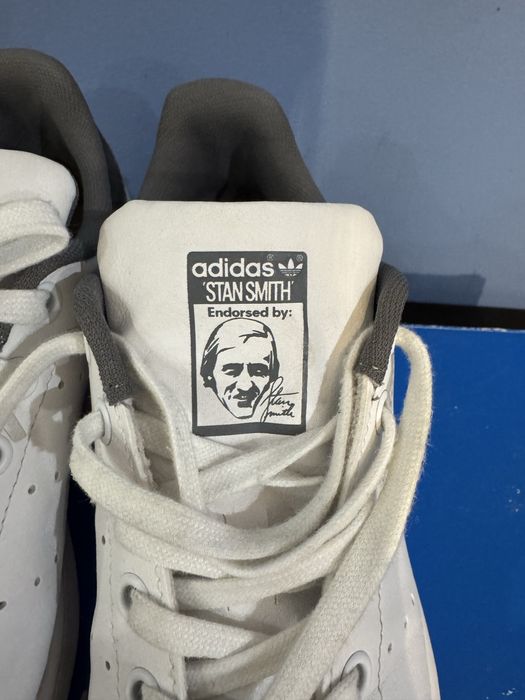 adidas®
'STAN SMITH'
Endorsed by:
Stan
Smith